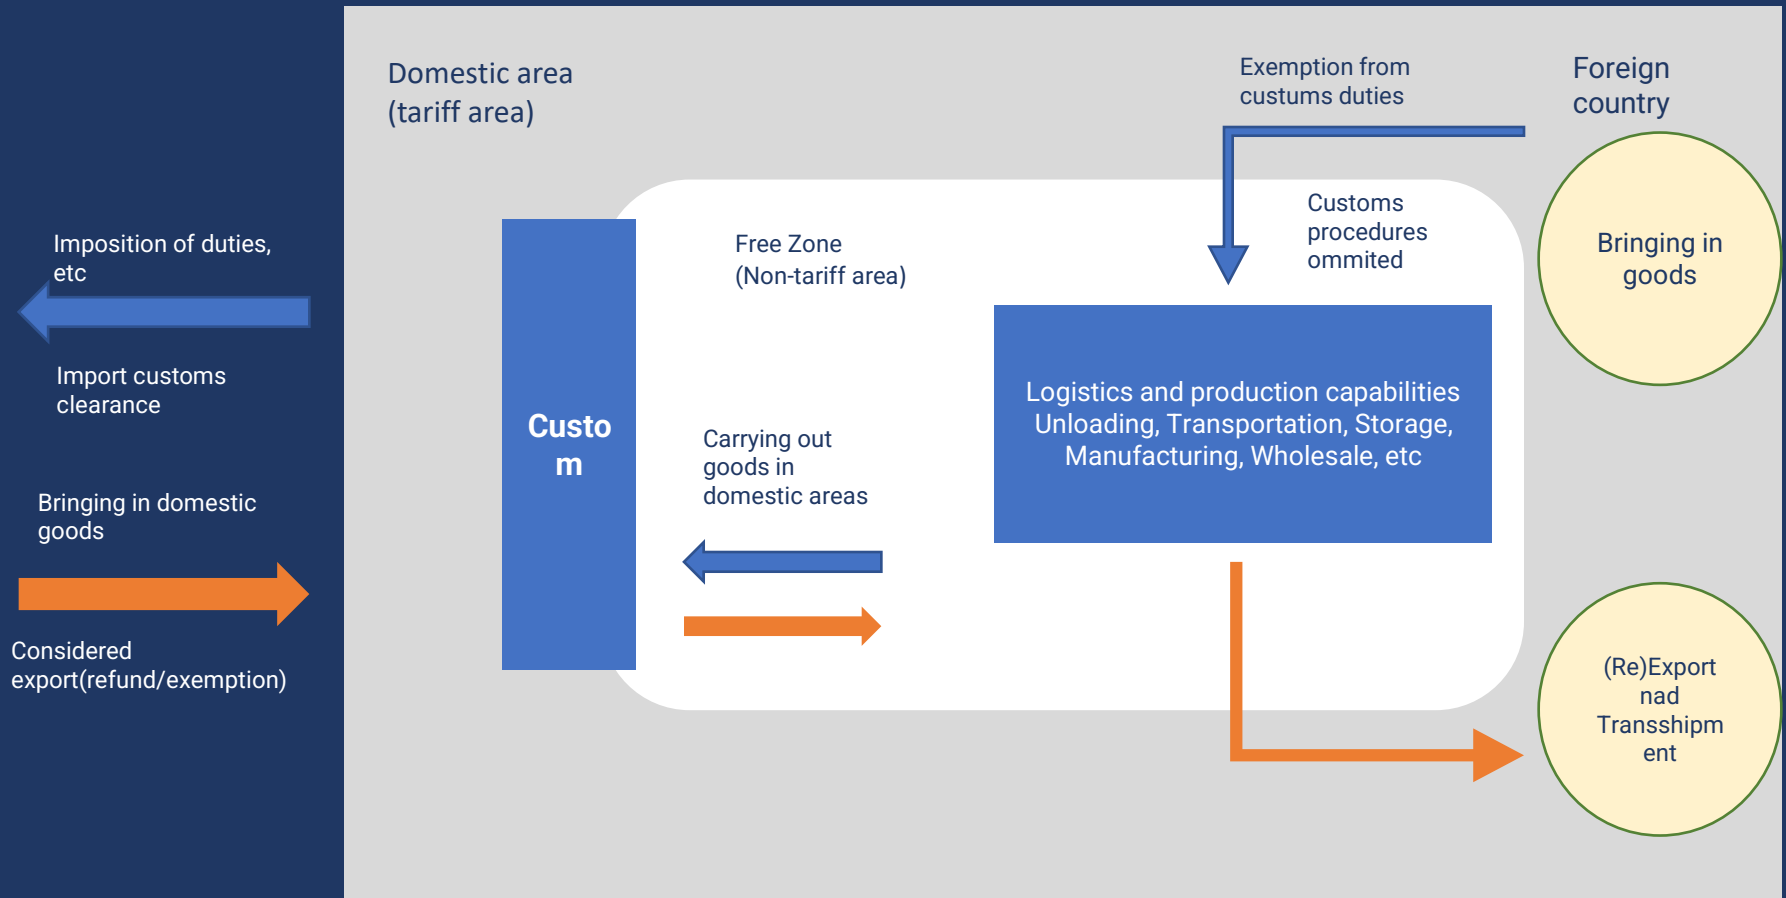 Domestic area
(tariff area)
Exemption from
custums duties
Foreign
country
Imposition of duties,
etc
Import customs
clearance
Bringing in domestic
goods
Considered
export(refund/exemption)
Custo
m
Free Zone
(Non-tariff area)
Customs
procedures
ommited
Bringing in
goods
Carrying out
goods in
domestic areas
Logistics and production capabilities
Unloading, Transportation, Storage,
Manufacturing, Wholesale, etc
(Re)Export
nad
Transshipm
ent